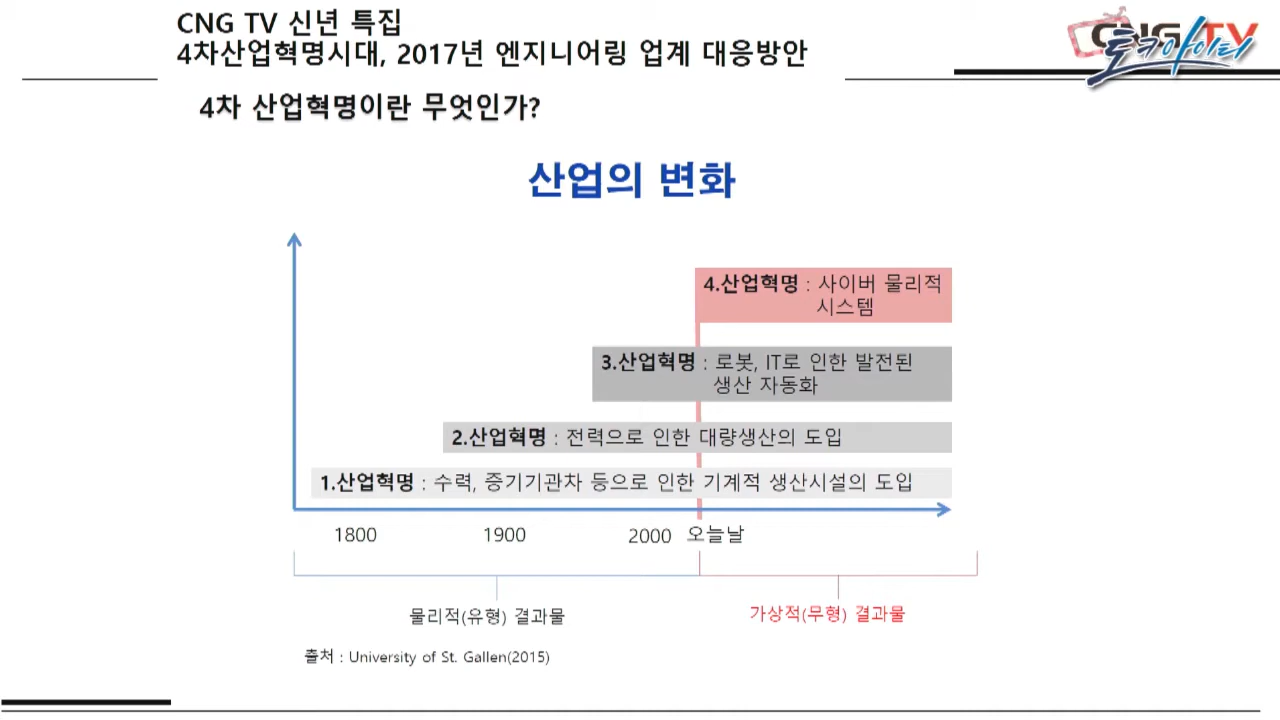 CNG TV 신년 특집
4차산업혁명시대, 2017년 엔지니어링 업계 대응방안
CNG TV
토크아이티
4차 산업혁명이란 무엇인가?
산업의 변화
4.산업혁명 : 사이버 물리적
시스템
3.산업혁명 : 로봇, IT로 인한 발전된
생산 자동화
2.산업혁명 : 전력으로 인한 대량생산의 도입
1.산업혁명 : 수력, 증기기관차 등으로 인한 기계적 생산시설의 도입
1800 1900 2000 오늘날
물리적(유형) 결과물 가상적(무형) 결과물
출처 : University of St. Gallen(2015)